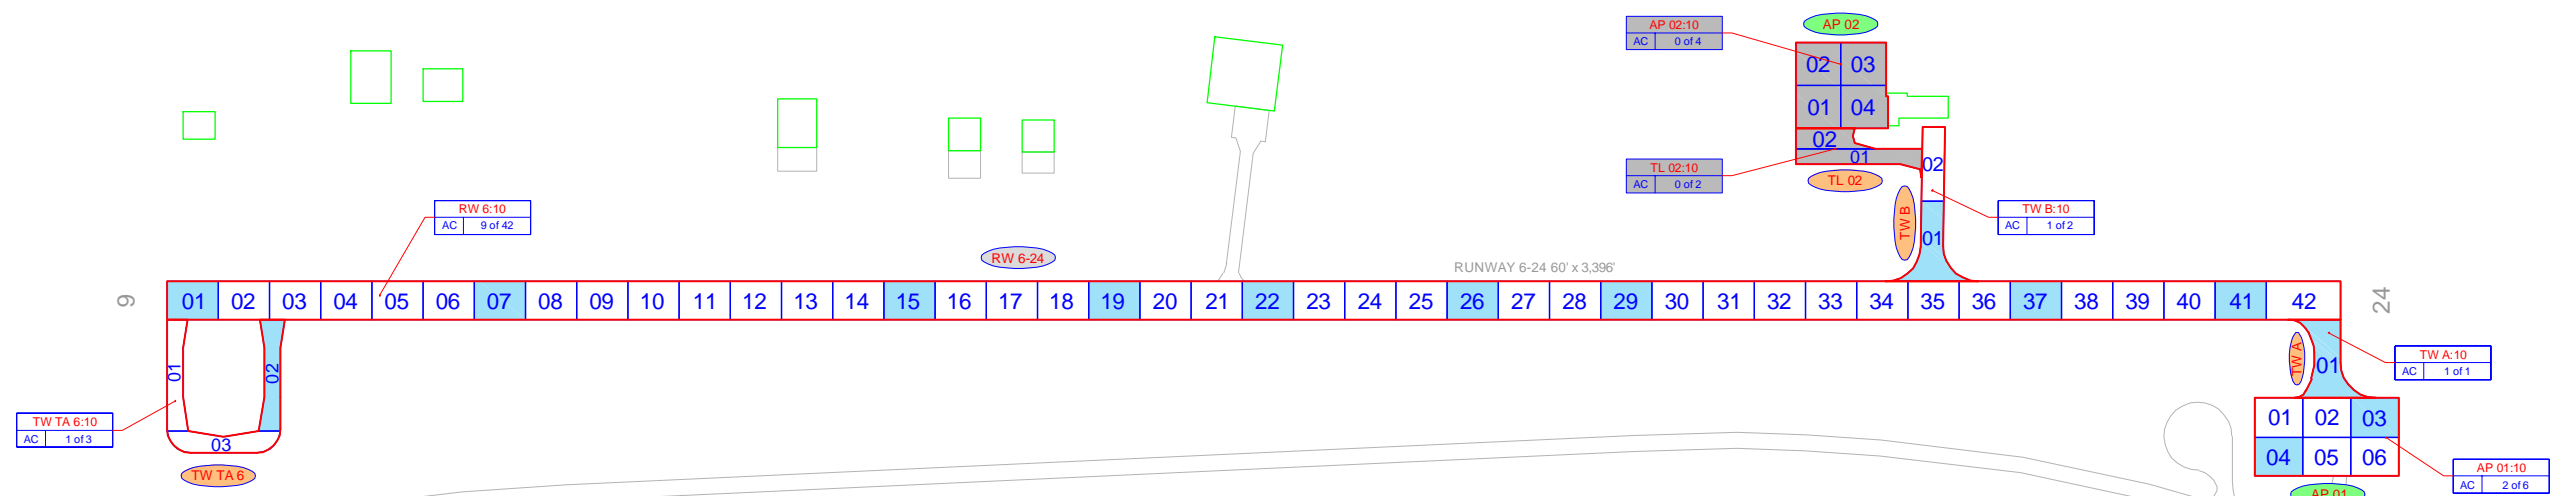 AP 02:10
AC 0 of 4
AP 02
02 03
01 04
02
01
TL 02:10
AC 0 of 2
TL 02
02
TW B
01
TW B:10
AC 1 of 2
RW 6:10
AC 9 of 42
RW 6-24
RUNWAY 6-24 60' x 3,396'
9
01 02 03 04 05 06 07 08 09 10 11 12 13 14 15 16 17 18 19 20 21 22 23 24 25 26 27 28 29 30 31 32 33 34 35 36 37 38 39 40 41 42
24
01
02
03
TW TA 6:10
AC 1 of 3
TW TA 6
TW A
01
TW A:10
AC 1 of 1
01 02 03
04 05 06
AP 01:10
AC 2 of 6
AP 01